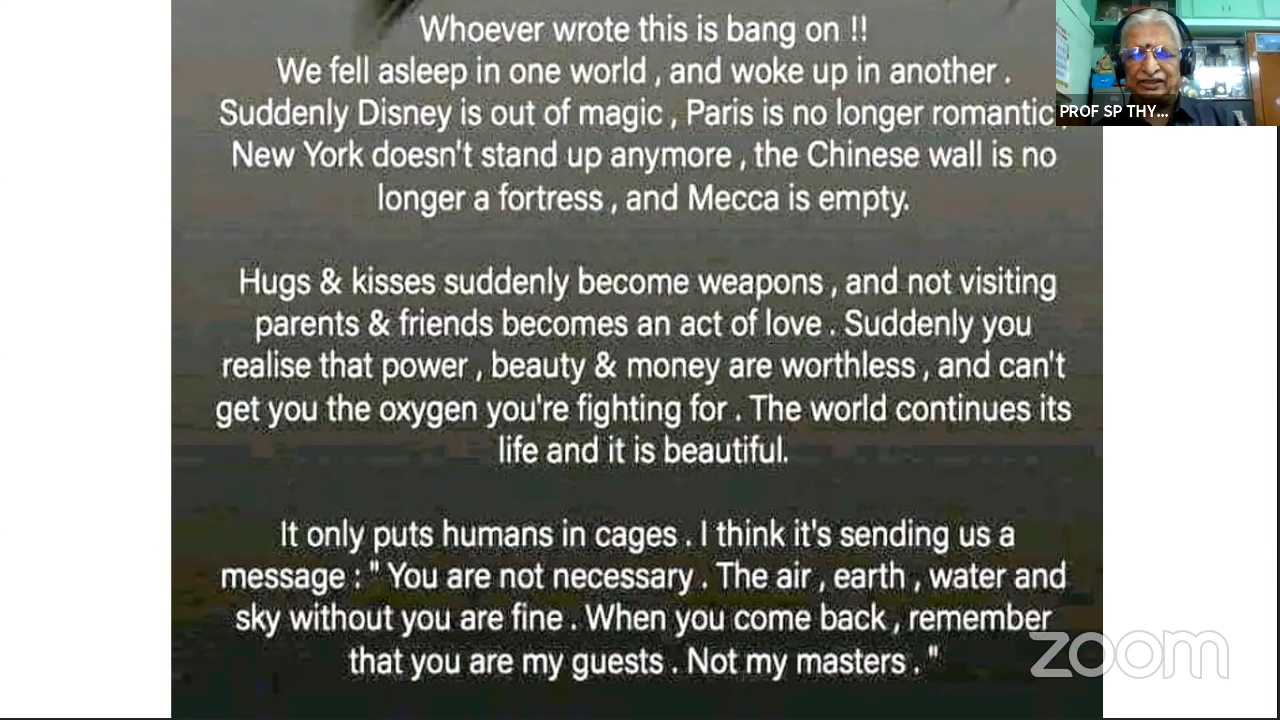 Whoever wrote this is bang on !!
We fell asleep in one world , and woke up in another .
Suddenly Disney is out of magic , Paris is no longer romantic ,
New York doesn't stand up anymore , the Chinese wall is no
longer a fortress , and Mecca is empty.
Hugs & kisses suddenly become weapons , and not visiting
parents & friends becomes an act of love . Suddenly you
realise that power , beauty & money are worthless , and can't
get you the oxygen you're fighting for . The world continues its
life and it is beautiful.
It only puts humans in cages . I think it's sending us a
message : " You are not necessary . The air , earth , water and
sky without you are fine . When you come back , remember
that you are my guests . Not my masters . "
PROF SP THY...
zoom